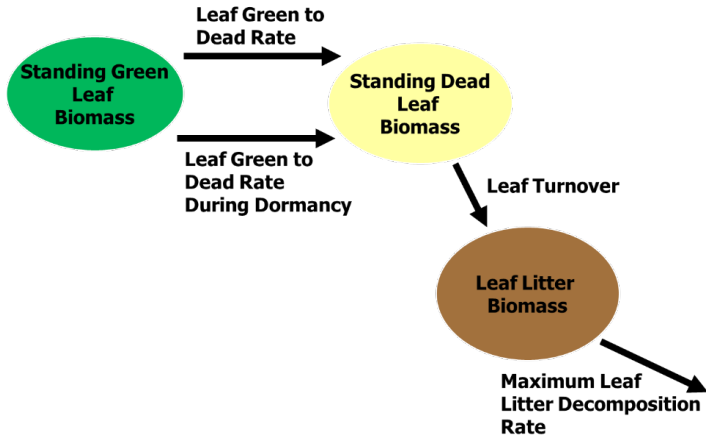 Leaf Green to
Dead Rate
Standing Green
Leaf
Biomass
Standing Dead
Leaf
Biomass
Leaf Green to
Dead Rate
During Dormancy
Leaf Turnover
Leaf Litter
Biomass
Maximum Leaf
Litter Decomposition
Rate